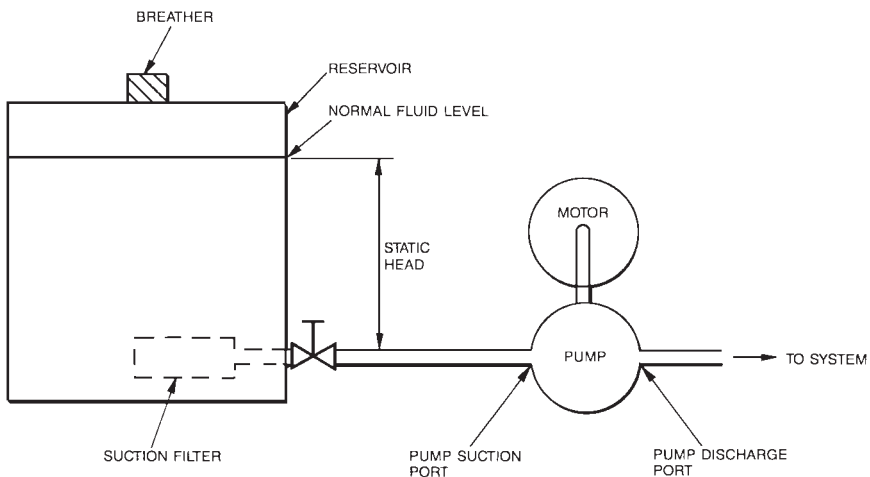 BREATHER
RESERVOIR
NORMAL FLUID LEVEL
MOTOR
STATIC
HEAD
PUMP
TO SYSTEM
SUCTION FILTER
PUMP SUCTION
PORT
PUMP DISCHARGE
PORT